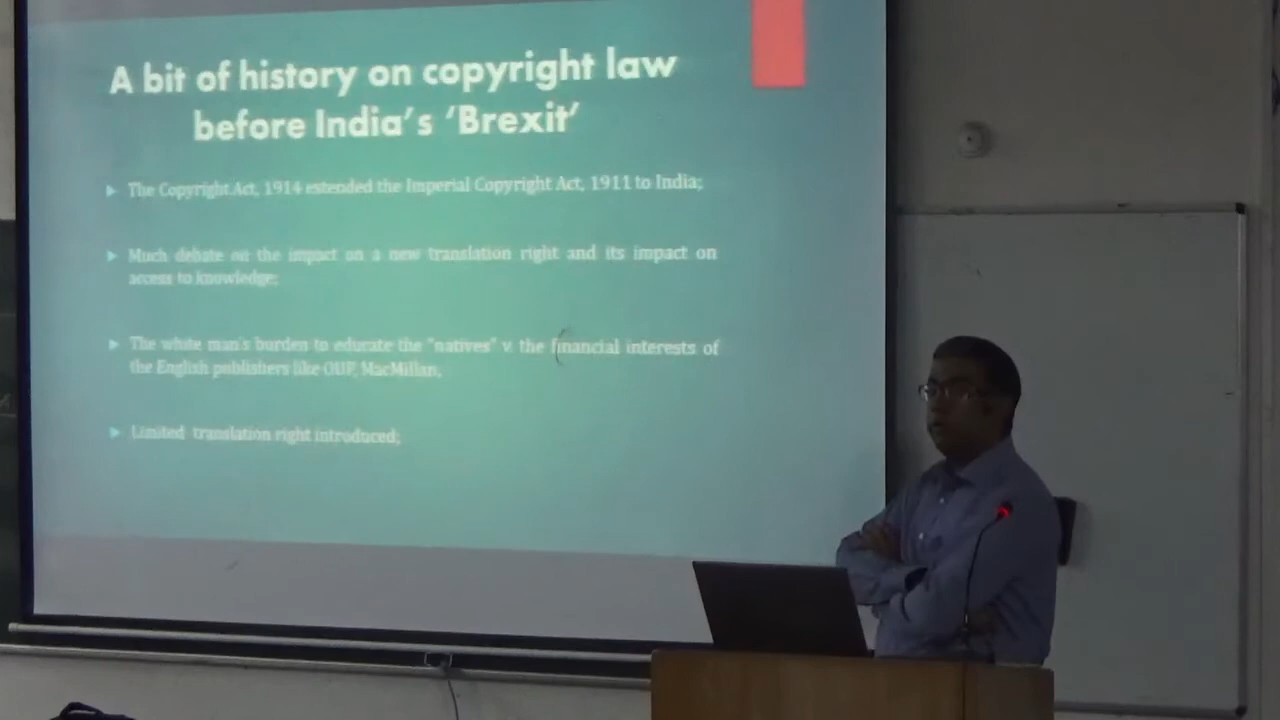 A bit of history on copyright law
before India's 'Brexit'
The Copyright Act, 1914 extended the Imperial Copyright Act, 1911 to India;
Much debate on the impact on a new translation right and its impact on
access to knowledge;
The white man's burden to educate the "natives" v. the financial interests of
the English publishers like OUP, MacMillan.
Limited translation right introduced;